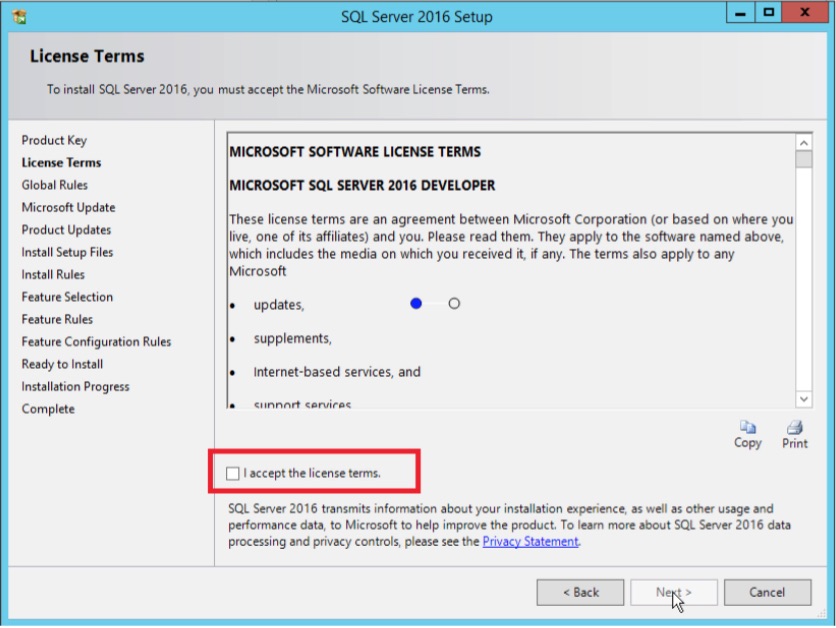 SQL Server 2016 Setup
License Terms
To install SQL Server 2016, you must accept the Microsoft Software License Terms.
Product Key
License Terms
Global Rules
Microsoft Update
Product Updates
Install Setup Files
Install Rules
Feature Selection
Feature Rules
Feature Configuration Rules
Ready to Install
Installation Progress
Complete
MICROSOFT SOFTWARE LICENSE TERMS
MICROSOFT SQL SERVER 2016 DEVELOPER
These license terms are an agreement between Microsoft Corporation (or based on where you
live, one of its affiliates) and you. Please read them. They apply to the software named above,
which includes the media on which you received it, if any. The terms also apply to any
Microsoft
• updates,
• supplements,
• Internet-based services, and
• support services
Copy
Print
I accept the license terms.
SQL Server 2016 transmits information about your installation experience, as well as other usage and
performance data, to Microsoft to help improve the product. To learn more about SQL Server 2016 data
processing and privacy controls, please see the Privacy Statement.
< Back
Next >
Cancel